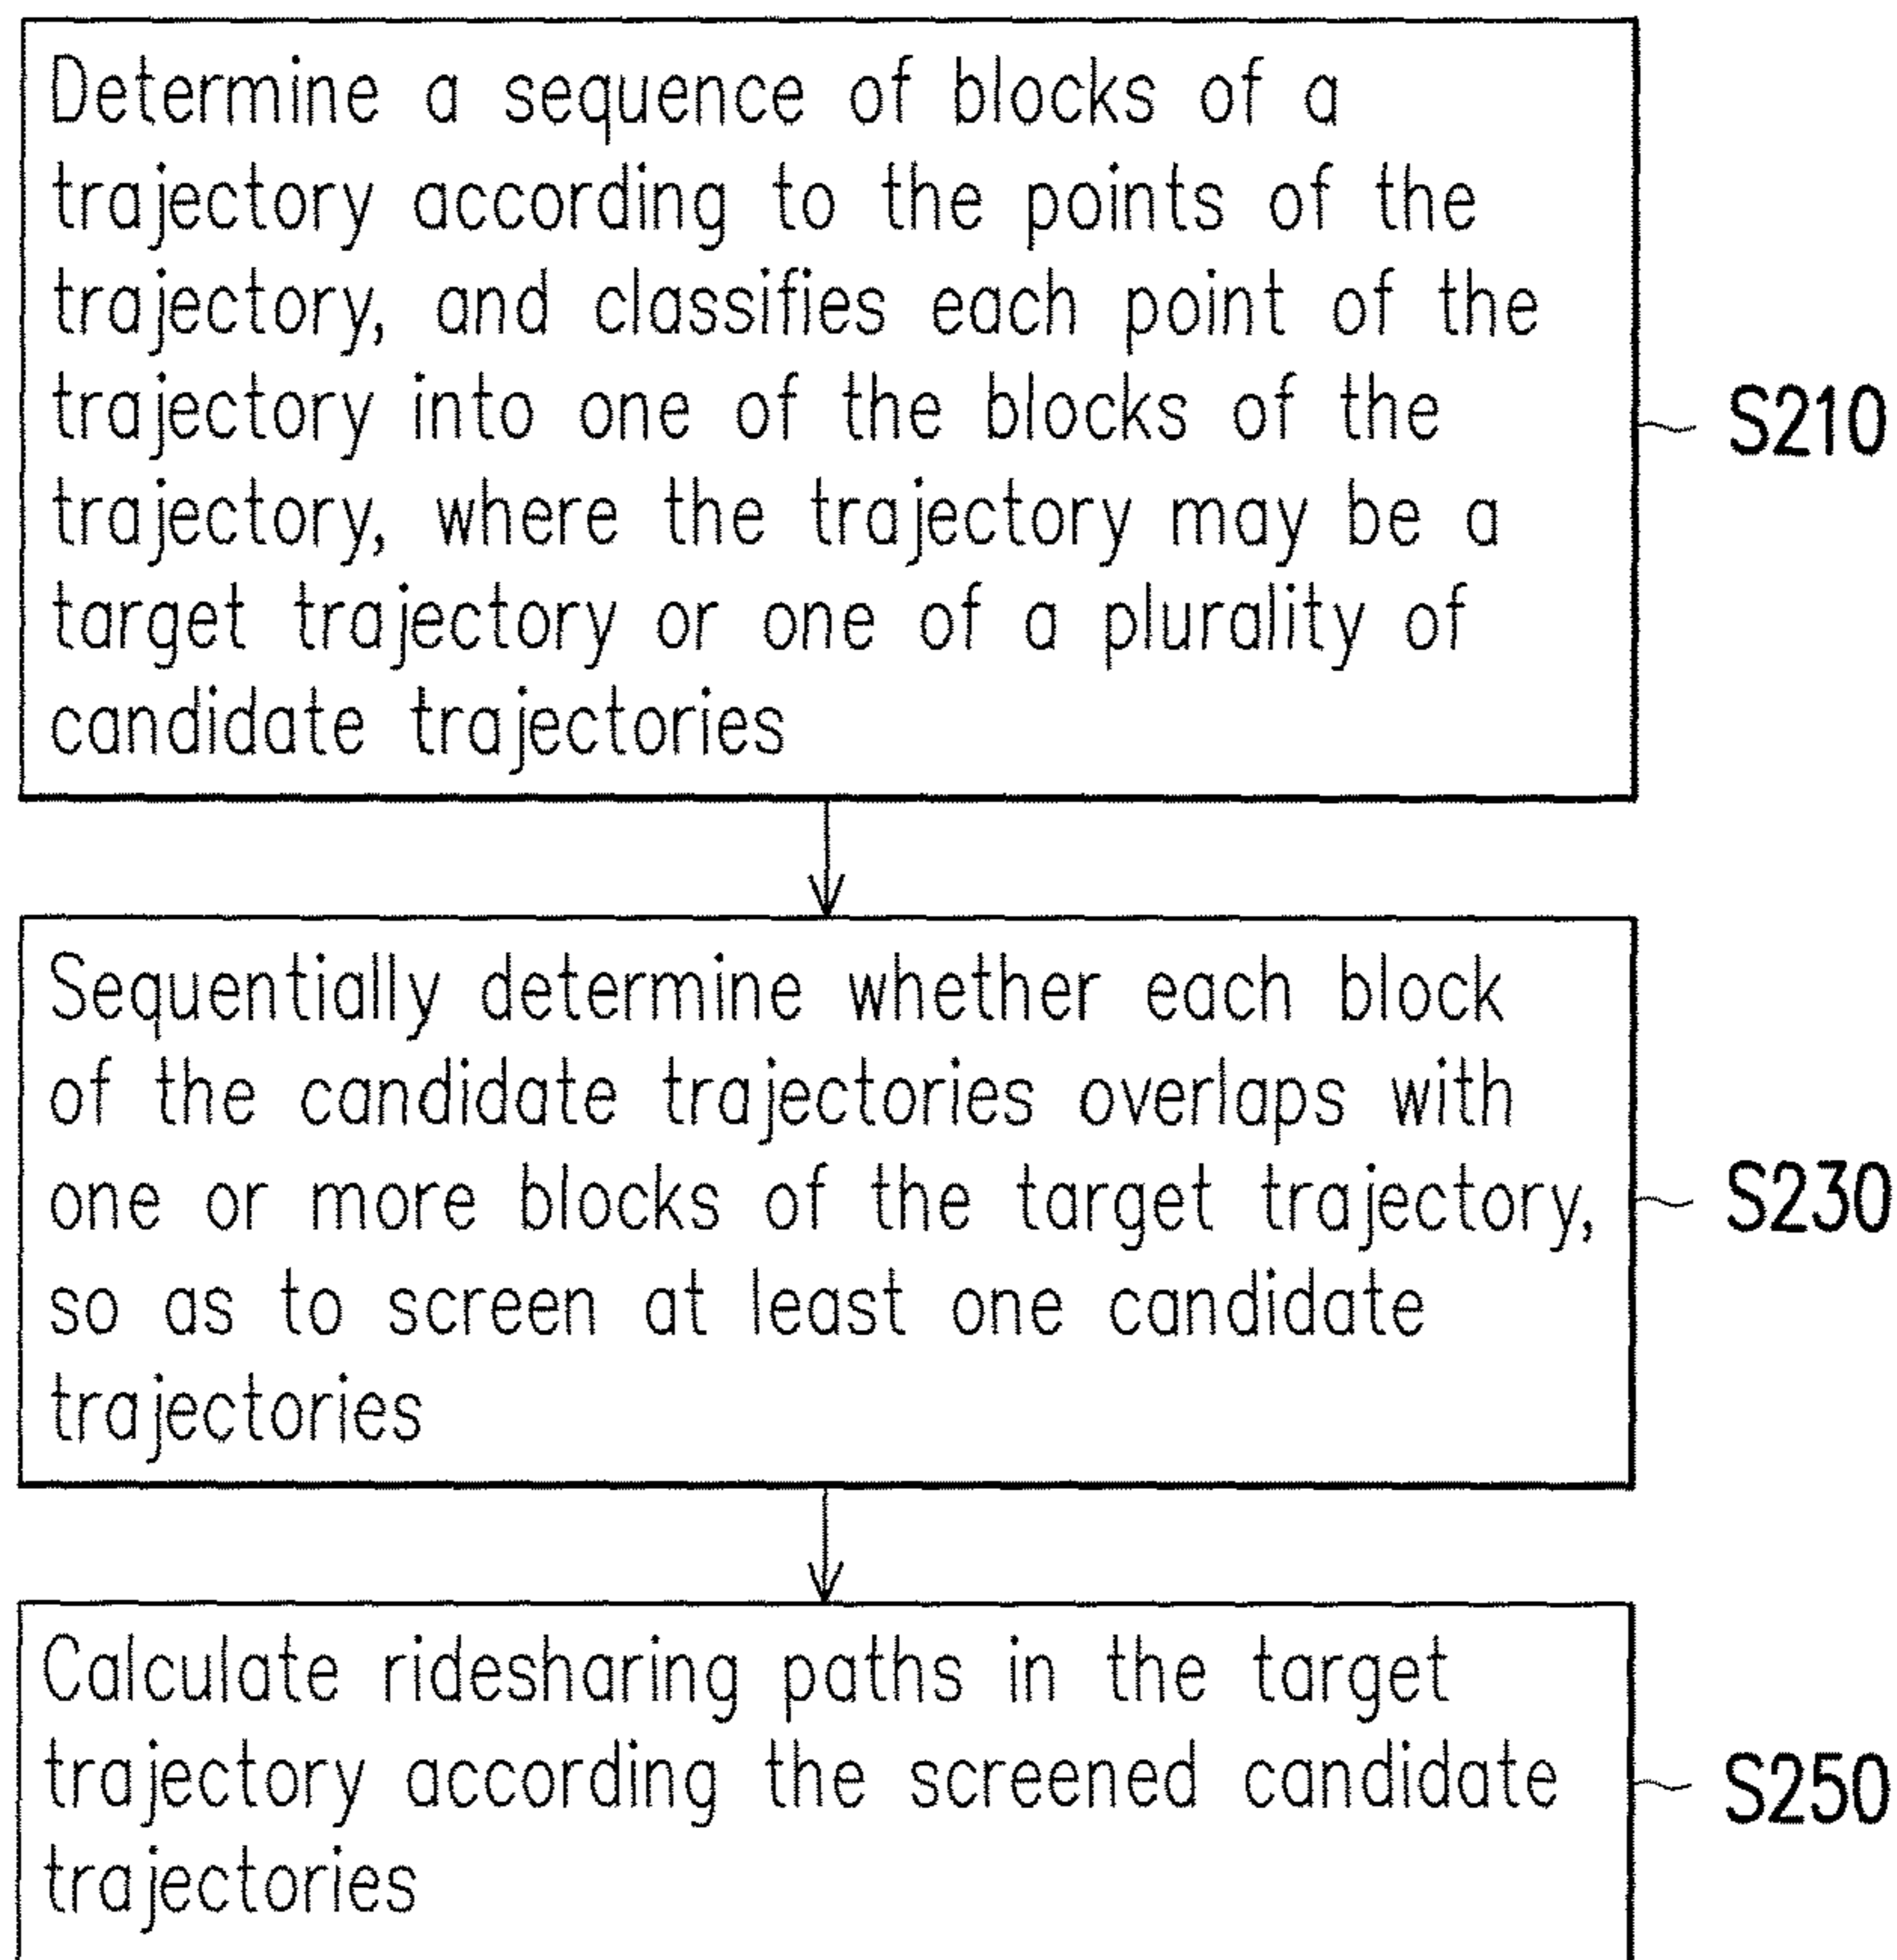 Determine a sequence of blocks of a
trajectory according to the points of the
trajectory, and classifies each point of the
trajectory into one of the blocks of the
trajectory, where the trajectory may be a
target trajectory or one of a plurality of
candidate trajectories
S210
Sequentially determine whether each block
of the candidate trajectories overlaps with
one or more blocks of the target trajectory,
so as to screen at least one candidate
trajectories
S230
Calculate ridesharing paths in the target
trajectory according the screened candidate
trajectories
S250